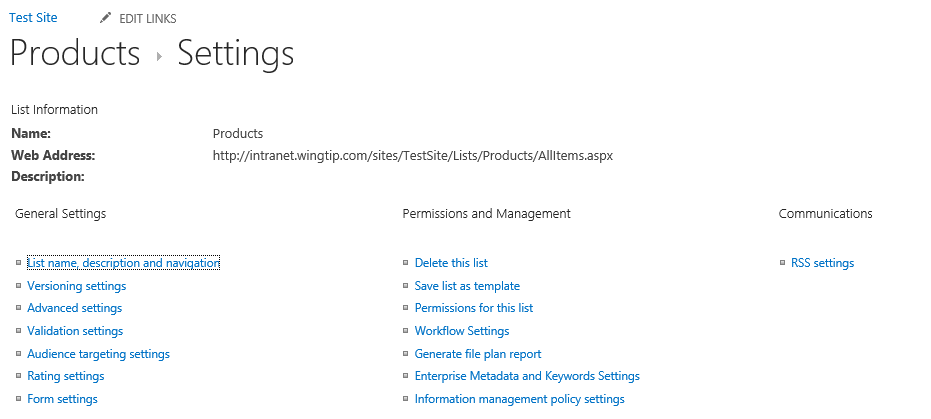 Test Site EDIT LINKS
Products Settings
List Information
Name: Products
Web Address: http://intranet.wingtip.com/sites/TestSite/Lists/Products/AllItems.aspx
Description:
General Settings Permissions and Management Communications
List name, description and navigation Delete this list RSS settings
Versioning settings Save list as template
Advanced settings Permissions for this list
Validation settings Workflow Settings
Audience targeting settings Generate file plan report
Rating settings Enterprise Metadata and Keywords Settings
Form settings Information management policy settings